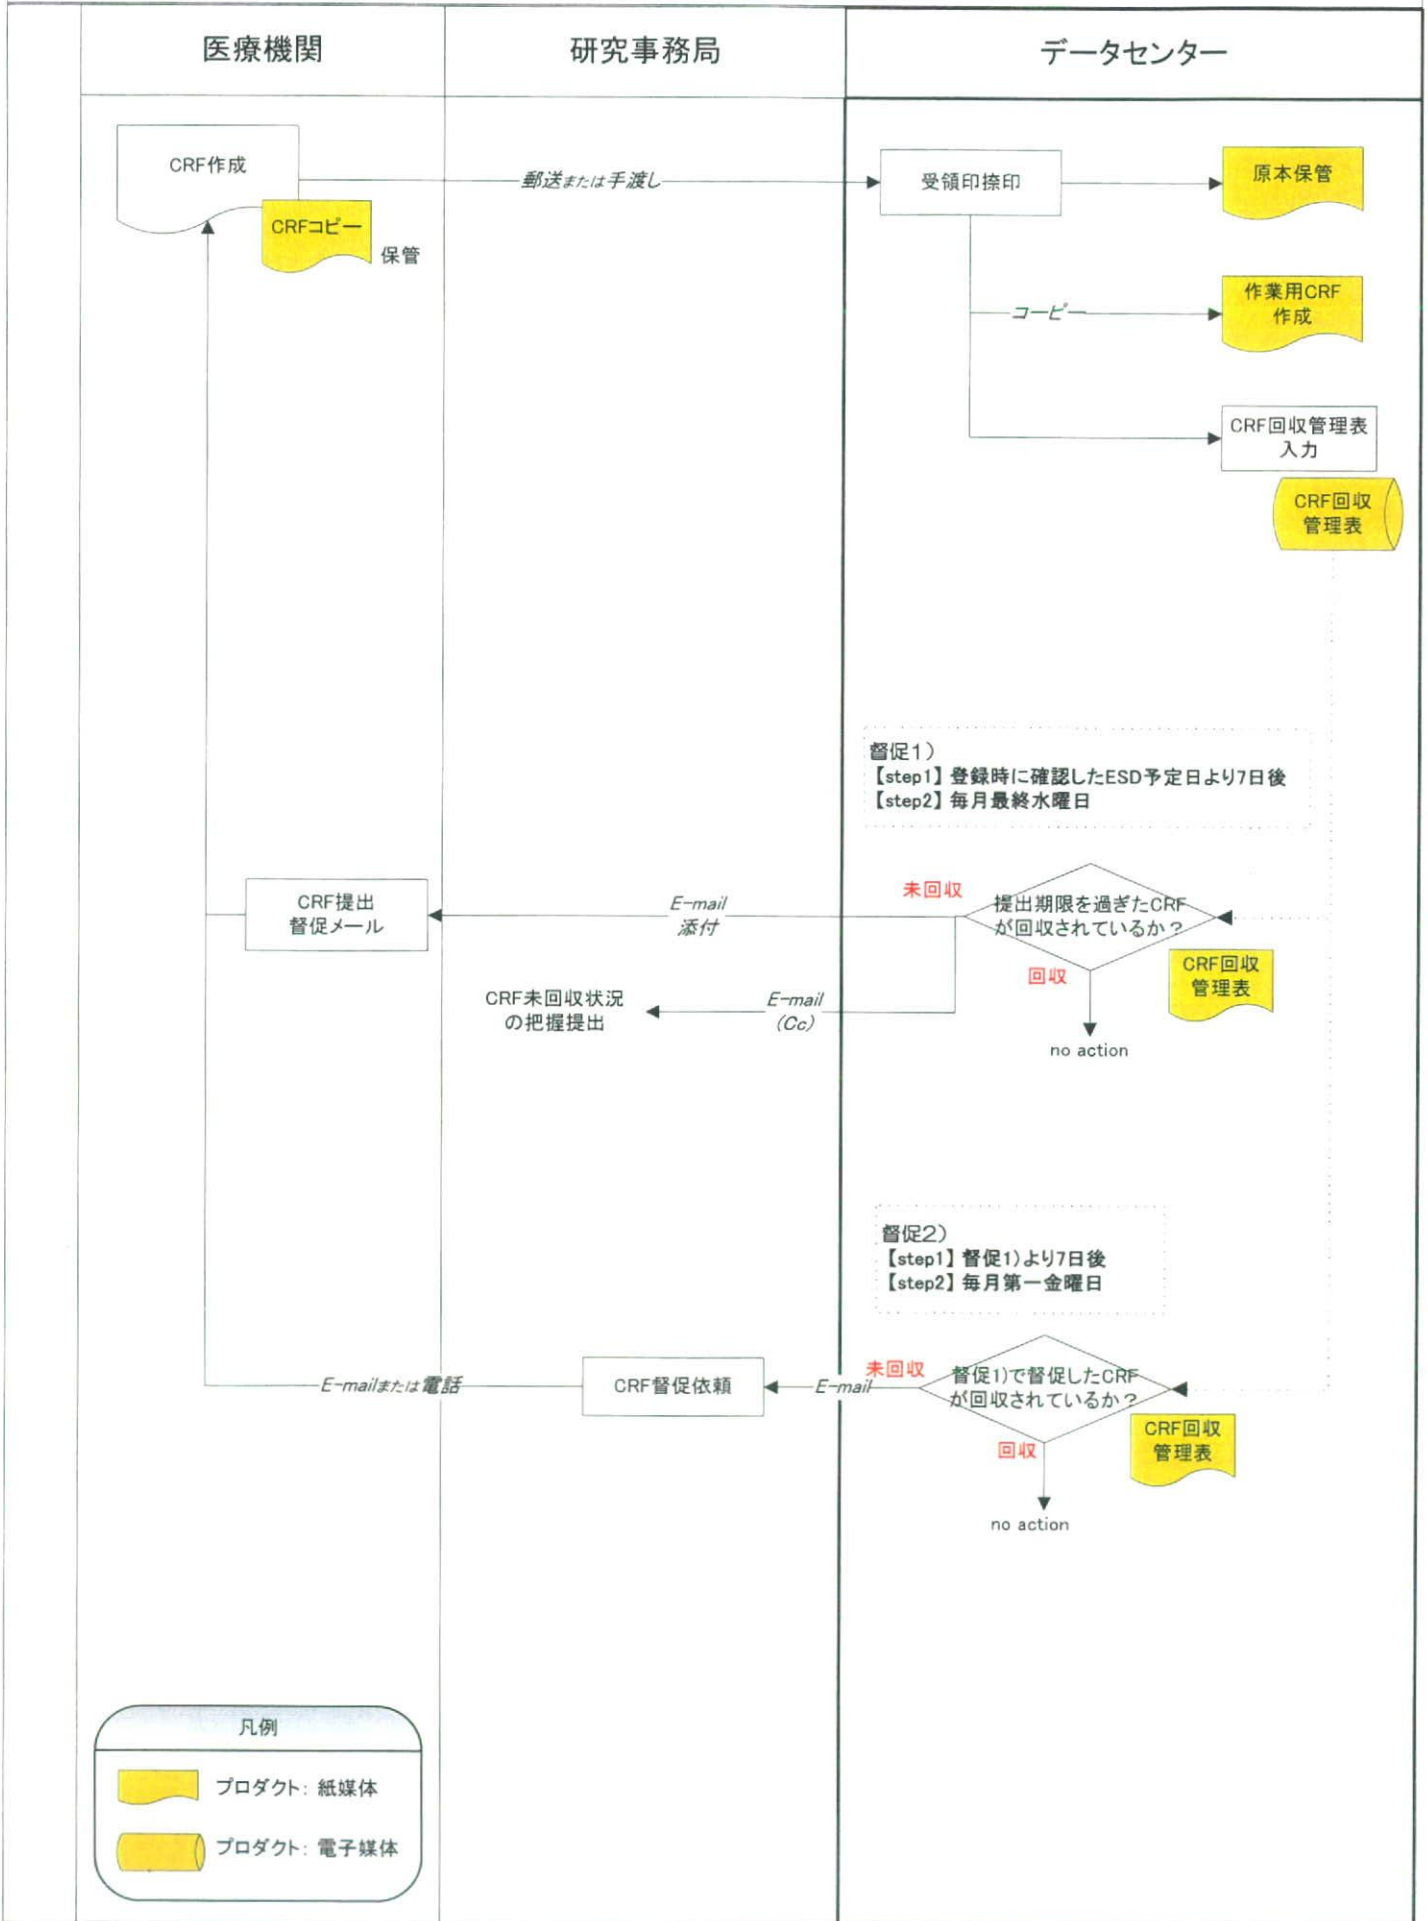 医療機関
研究事務局
データセンター
CRF作成
郵送または手渡し
受領印捺印
原本保管
CRFコピー
保管
コーピー
作業用CRF
作成
CRF回収管理表
入力
CRF回収
管理表
督促1)
【step1】登録時に確認したESD予定日より7日後
【step2】毎月最終水曜日
CRF提出
督促メール
E-mail
添付
未回収
提出期限を過ぎたCRF
が回収されているか？
回収
CRF回収
管理表
CRF未回収状況
の把握提出
E-mail
(Cc)
no action
督促2)
【step1】督促1)より7日後
【step2】毎月第一金曜日
E-mailまたは電話
CRF督促依頼
E-mail
未回収
督促1)で督促したCRF
が回収されているか？
回収
CRF回収
管理表
no action
凡例
プロダクト： 紙媒体
プロダクト： 電子媒体